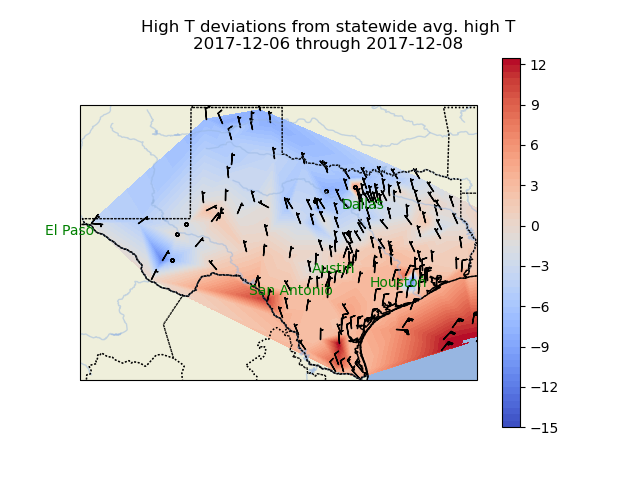 High T deviations from statewide avg. high T
2017-12-06 through 2017-12-08
12
9
6
3
0
−3
−6
−9
−12
−15
Dallas
El Paso
Austin
Houston
San Antonio